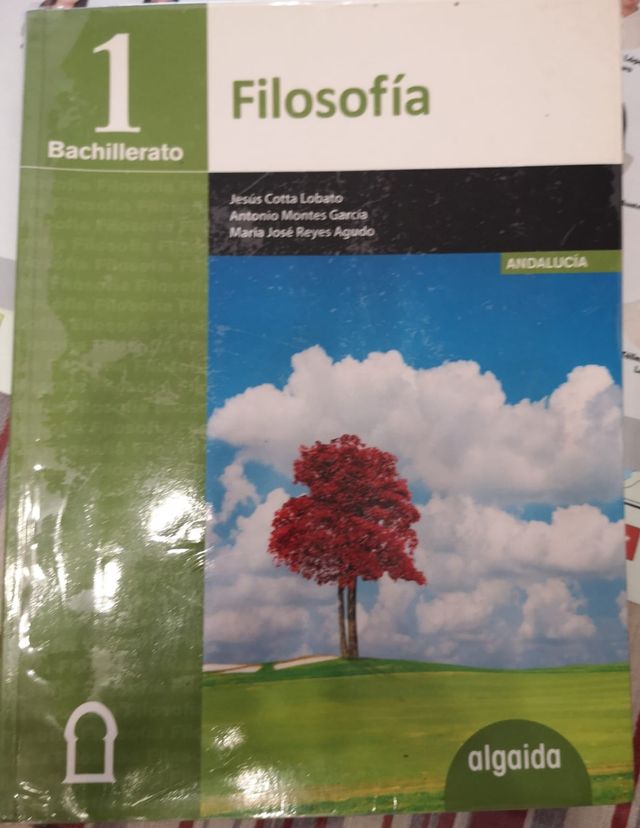 1
Bachillerato
Filosofía
Jesús Cotta Lobato
Antonio Montes García
María José Reyes Agudo
ANDALUCÍA
algaida